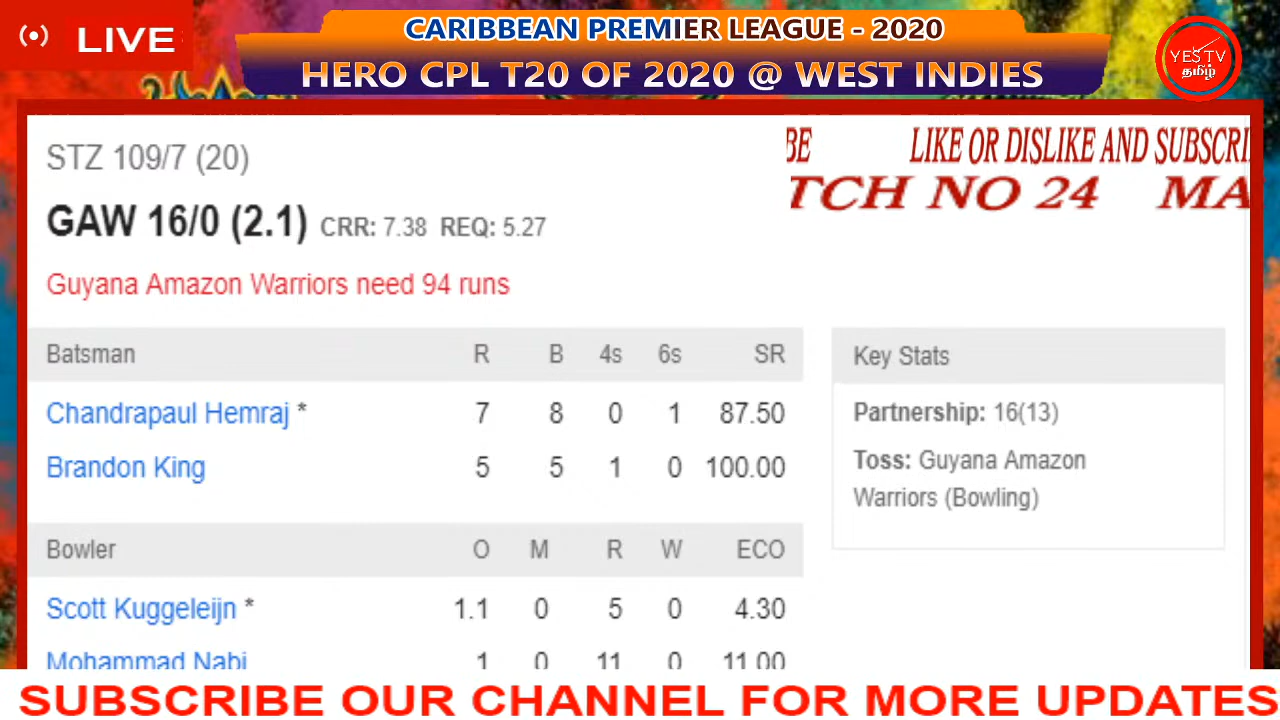 LIVE
CARIBBEAN PREMIER LEAGUE - 2020
HERO CPL T20 OF 2020 @ WEST INDIES
YES TV
தமிழ்
BE LIKE OR DISLIKE AND SUBSCRI
TCH NO 24 MA
STZ 109/7 (20)
GAW 16/0 (2.1) CRR: 7.38 REQ: 5.27
Guyana Amazon Warriors need 94 runs
Batsman R B 4s 6s SR
Chandrapaul Hemraj * 7 8 0 1 87.50
Brandon King 5 5 1 0 100.00
Key Stats
Partnership: 16(13)
Toss: Guyana Amazon
Warriors (Bowling)
Bowler O M R W ECO
Scott Kuggeleijn * 1.1 0 5 0 4.30
Mohammad Nabi 1 0 11 0 11.00
SUBSCRIBE OUR CHANNEL FOR MORE UPDATES